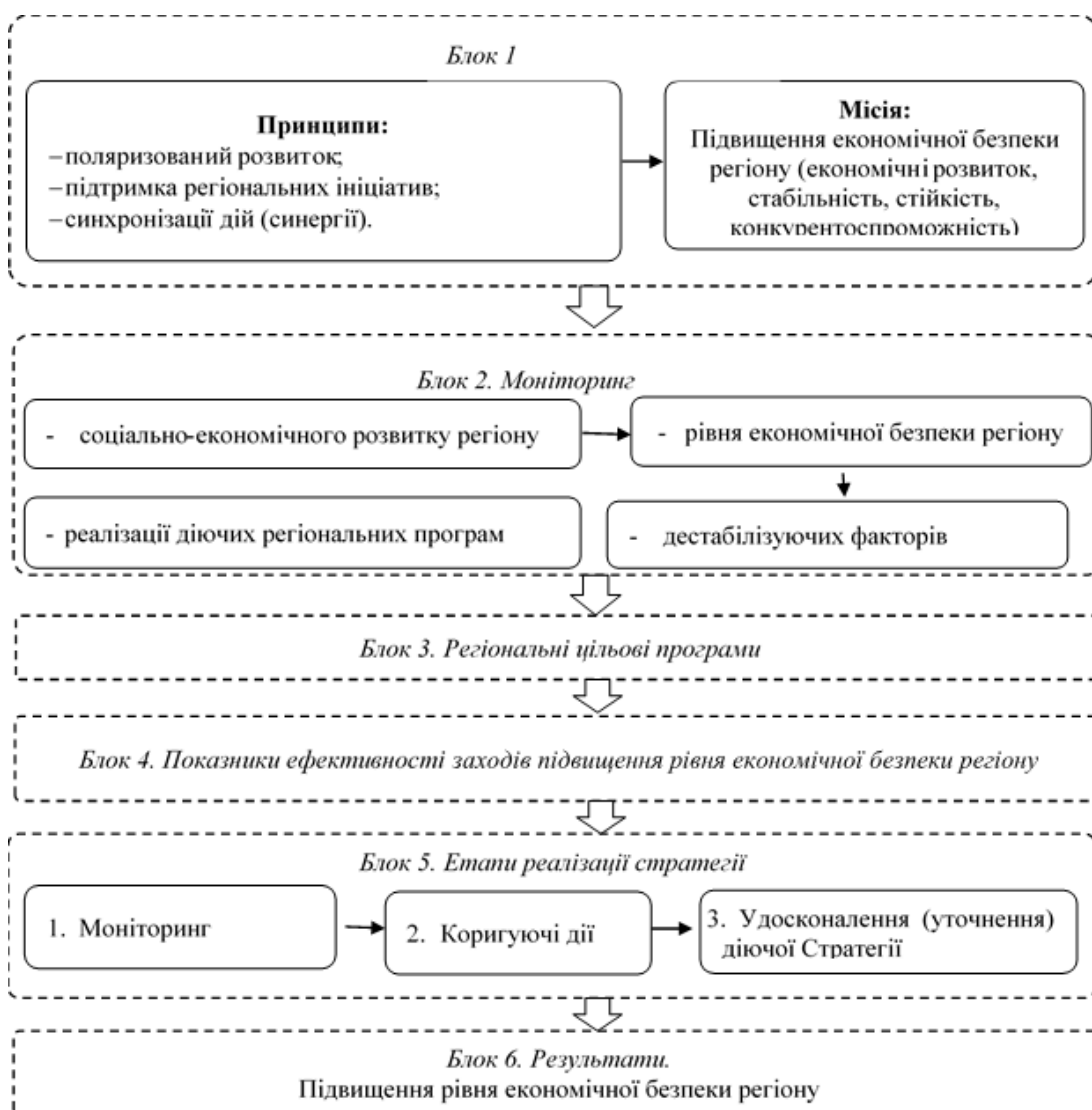 Блок 1
Принципи:
–поляризований розвиток;
–підтримка регіональних ініціатив;
–синхронізації дій (синергії).
Місія:
Підвищення економічної безпеки
регіону (економічні розвиток,
стабільність, стійкість,
конкурентоспроможність)
Блок 2. Моніторинг
- соціально-економічного розвитку регіону
- рівня економічної безпеки регіону
- реалізації діючих регіональних програм
- дестабілізуючих факторів
Блок 3. Регіональні цільові програми
Блок 4. Показники ефективності заходів підвищення рівня економічної безпеки регіону
Блок 5. Етапи реалізації стратегії
1. Моніторинг
2. Коригуючі дії
3. Удосконалення (уточнення)
діючої Стратегії
Блок 6. Результати.
Підвищення рівня економічної безпеки регіону